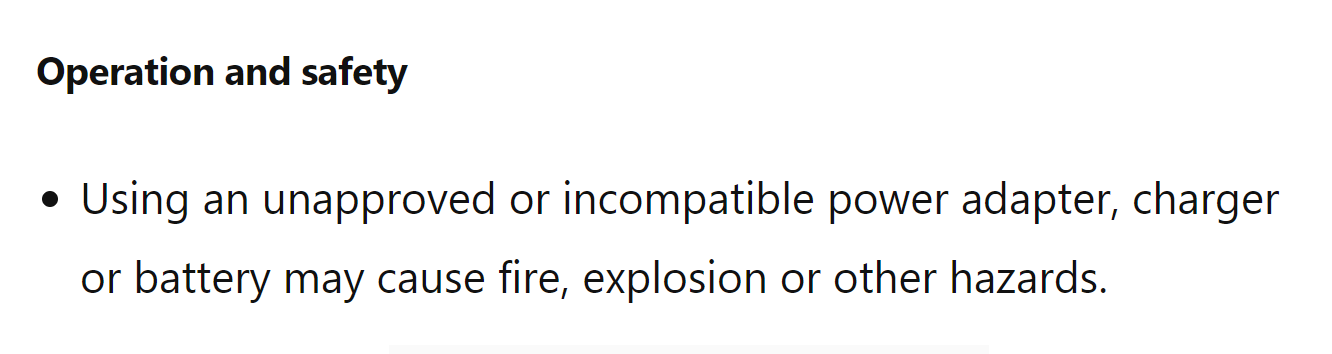 Operation and safety
• Using an unapproved or incompatible power adapter, charger
or battery may cause fire, explosion or other hazards.